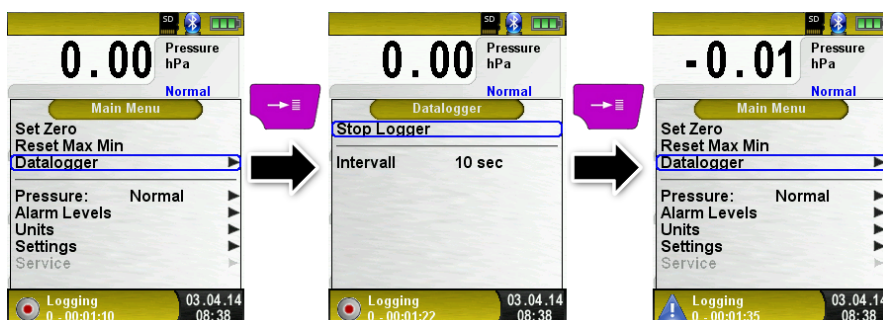 SD
0.00 Pressure hPa
Normal
Main Menu
Set Zero
Reset Max Min
Datalogger
Pressure: Normal
Alarm Levels
Units
Settings
Service
Logging 03.04.14
0 - 00:01:10 08:38
SD
0.00 Pressure hPa
Normal
Datalogger
Stop Logger
Intervall 10 sec
Logging 03.04.14
0 - 00:01:22 08:38
SD
-0.01 Pressure hPa
Normal
Main Menu
Set Zero
Reset Max Min
Datalogger
Pressure: Normal
Alarm Levels
Units
Settings
Service
Logging 03.04.14
0 - 00:01:35 08:38